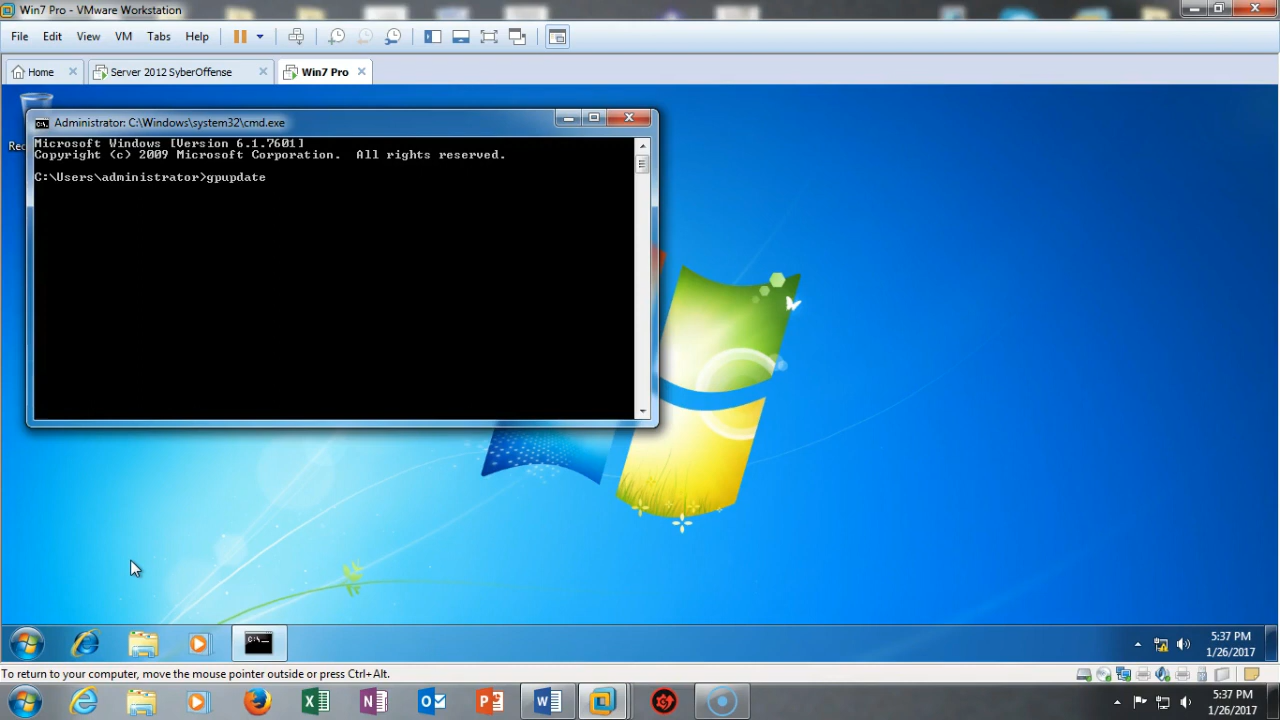 Win7 Pro - VMware Workstation
File Edit View VM Tabs Help
Home Server 2012 SyberOffense Win7 Pro
Rec
Administrator: C:\Windows\system32\cmd.exe
Microsoft Windows [Version 6.1.7601]
Copyright (c) 2009 Microsoft Corporation.  All rights reserved.
C:\Users\administrator>gpupdate
5:37 PM
1/26/2017
To return to your computer, move the mouse pointer outside or press Ctrl+Alt.
5:37 PM
1/26/2017